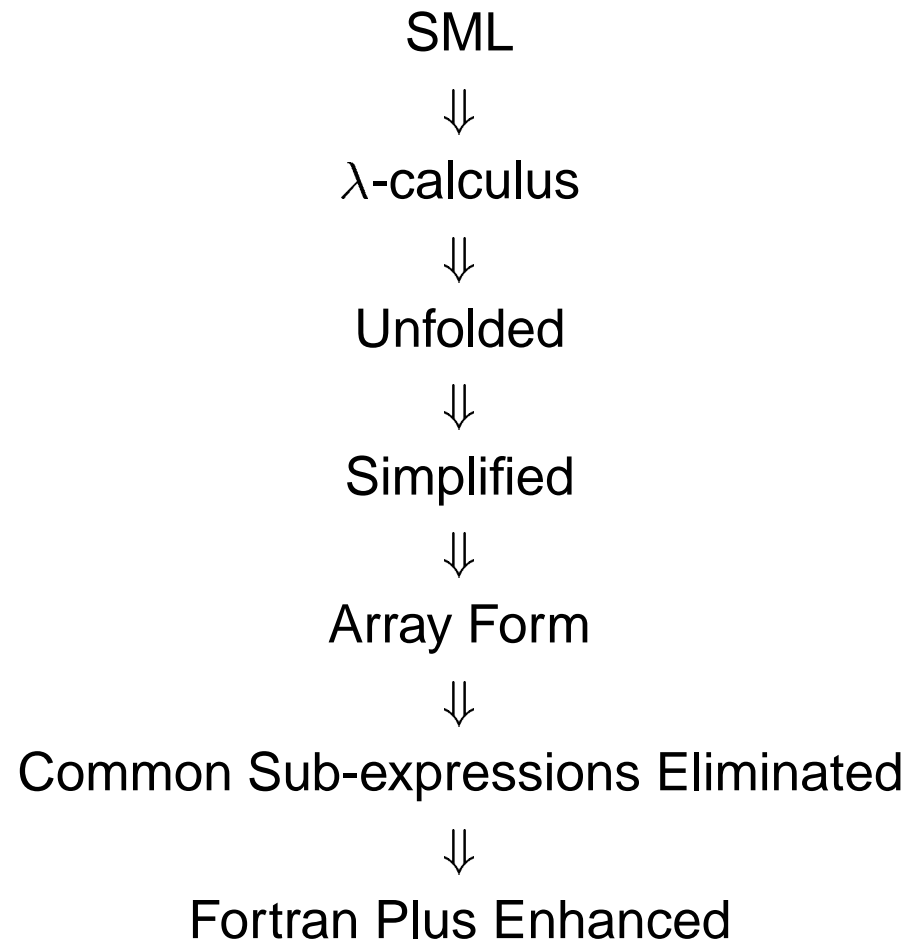 SML
⇓
λ-calculus
⇓
Unfolded
⇓
Simplified
⇓
Array Form
⇓
Common Sub-expressions Eliminated
⇓
Fortran Plus Enhanced